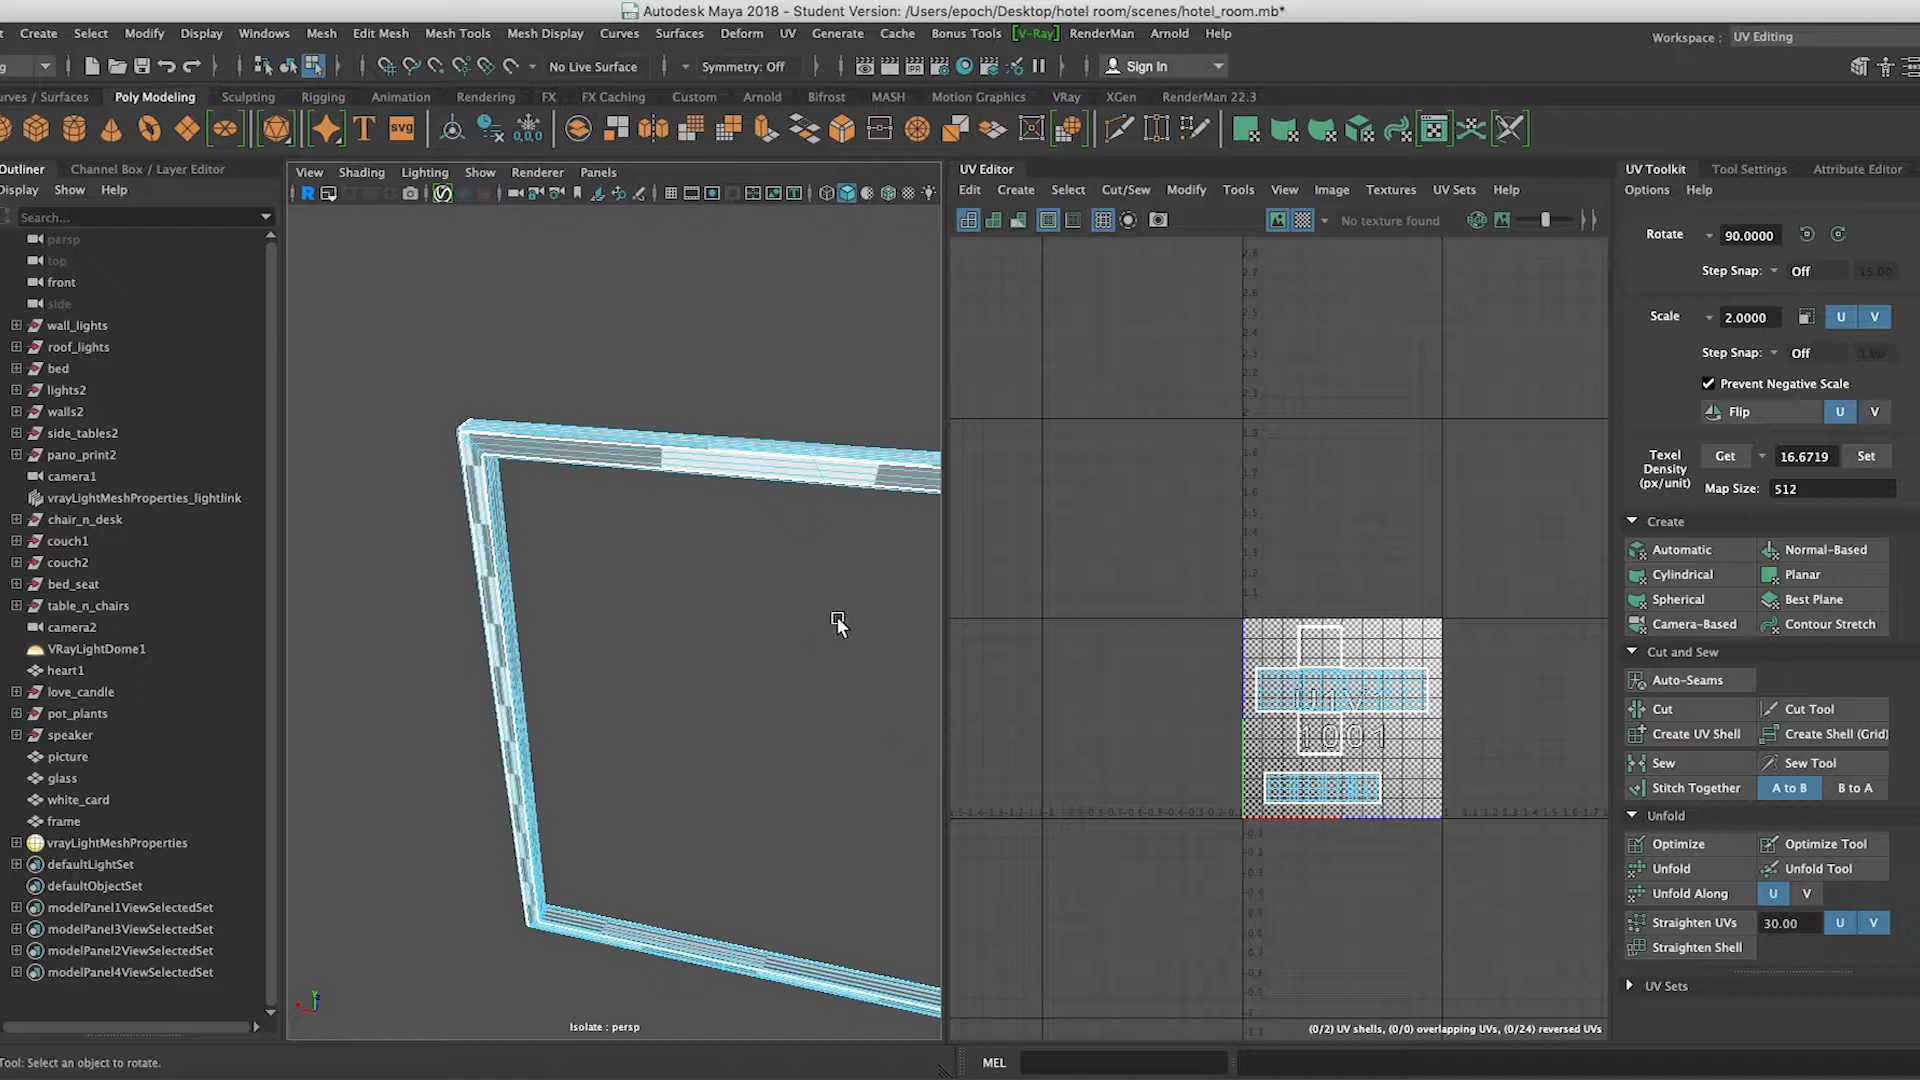 Autodesk Maya 2018 - Student Version: /Users/epoch/Desktop/hotel room/scenes/hotel_room.mb*
Create Select Modify Display Windows Mesh Edit Mesh Mesh Tools Mesh Display Curves Surfaces Deform UV Generate Cache Bonus Tools [V-Ray] RenderMan Arnold Help
Workspace : UV Editing
No Live Surface Symmetry: Off Sign In
urves / Surfaces Poly Modeling Sculpting Rigging Animation Rendering FX FX Caching Custom Arnold Bifrost MASH Motion Graphics VRay XGen RenderMan 22.3
T svg 0,0,0
Outliner Channel Box / Layer Editor
Display Show Help
Search...
persp
top
front
side
wall_lights
roof_lights
bed
lights2
walls2
side_tables2
pano_print2
camera1
vrayLightMeshProperties_lightlink
chair_n_desk
couch1
couch2
bed_seat
table_n_chairs
camera2
VRayLightDome1
heart1
love_candle
pot_plants
speaker
picture
glass
white_card
frame
vrayLightMeshProperties
defaultLightSet
defaultObjectSet
modelPanel1ViewSelectedSet
modelPanel3ViewSelectedSet
modelPanel2ViewSelectedSet
modelPanel4ViewSelectedSet
View Shading Lighting Show Renderer Panels
Isolate : persp
UV Editor
Edit Create Select Cut/Sew Modify Tools View Image Textures UV Sets Help
No texture found
U1V1
1001
(0/2) UV shells, (0/0) overlapping UVs, (0/24) reversed UVs
UV Toolkit Tool Settings Attribute Editor
Options Help
Rotate 90.0000
Step Snap: Off 15.00
Scale 2.0000 U V
Step Snap: Off 1.00
Prevent Negative Scale
Flip U V
Texel Density (px/unit) Get 16.6719 Set
Map Size: 512
Create
Automatic Normal-Based
Cylindrical Planar
Spherical Best Plane
Camera-Based Contour Stretch
Cut and Sew
Auto-Seams
Cut Cut Tool
Create UV Shell Create Shell (Grid)
Sew Sew Tool
Stitch Together A to B B to A
Unfold
Optimize Optimize Tool
Unfold Unfold Tool
Unfold Along U V
Straighten UVs 30.00 U V
Straighten Shell
UV Sets
Tool: Select an object to rotate.
MEL